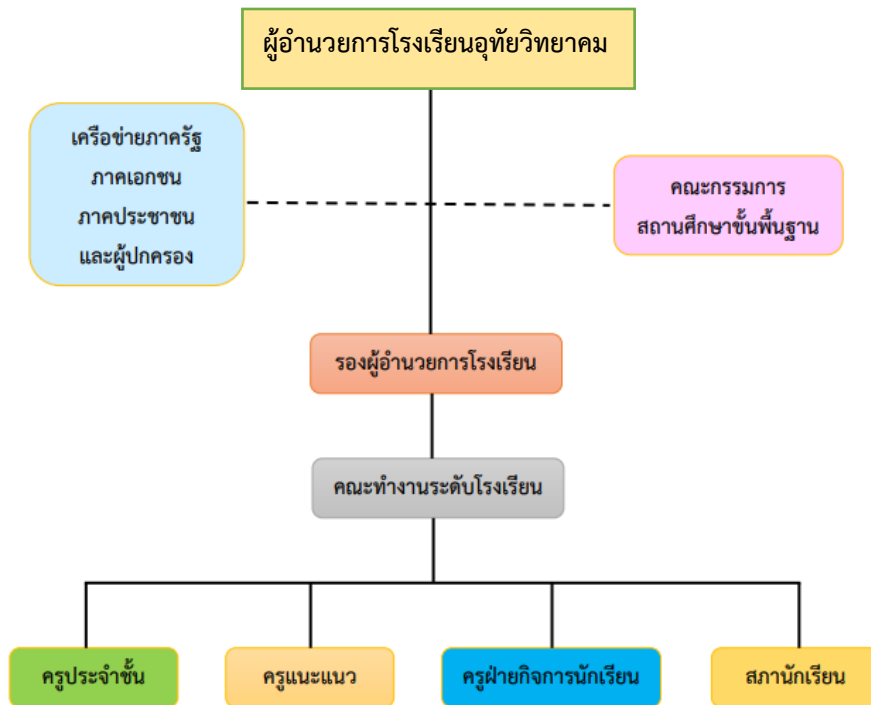 ผู้อำนวยการโรงเรียนอุทัยวิทยาคม
เครือข่ายภาครัฐ
ภาคเอกชน
ภาคประชาชน
และผู้ปกครอง
คณะกรรมการ
สถานศึกษาขั้นพื้นฐาน
รองผู้อำนวยการโรงเรียน
คณะทำงานระดับโรงเรียน
ครูประจำชั้น
ครูแนะแนว
ครูฝ่ายกิจการนักเรียน
สภานักเรียน